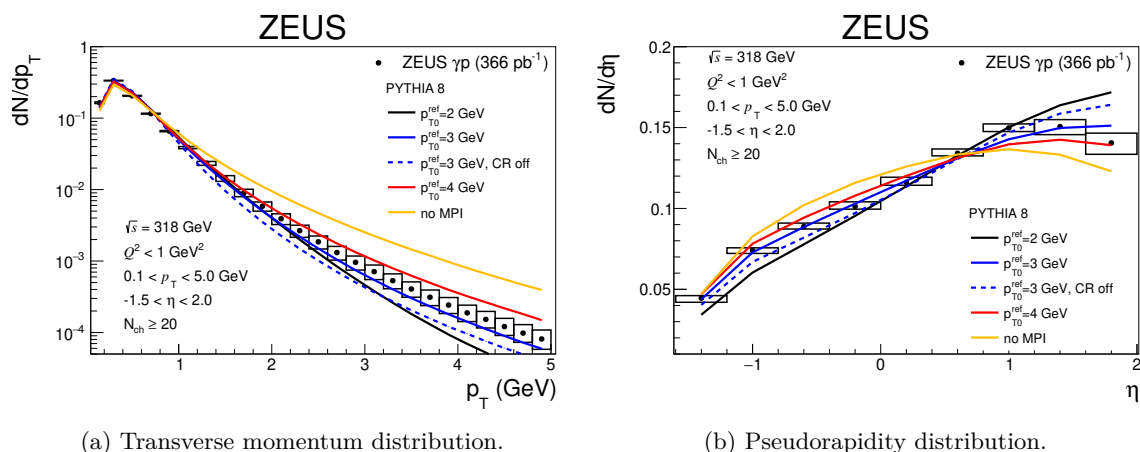 ZEUS
dN/dp_T
1
10⁻¹
10⁻²
10⁻³
10⁻⁴
ZEUS γp (366 pb⁻¹)
PYTHIA 8
p_T0^ref=2 GeV
p_T0^ref=3 GeV
p_T0^ref=3 GeV, CR off
p_T0^ref=4 GeV
no MPI
√s = 318 GeV
Q² < 1 GeV²
0.1 < p_T < 5.0 GeV
-1.5 < η < 2.0
N_ch ≥ 20
1 2 3 4 5
p_T (GeV)
(a) Transverse momentum distribution.
ZEUS
dN/dη
0.2
0.15
0.1
0.05
√s = 318 GeV
Q² < 1 GeV²
0.1 < p_T < 5.0 GeV
-1.5 < η < 2.0
N_ch ≥ 20
ZEUS γp (366 pb⁻¹)
PYTHIA 8
p_T0^ref=2 GeV
p_T0^ref=3 GeV
p_T0^ref=3 GeV, CR off
p_T0^ref=4 GeV
no MPI
−1 0 1 2
η
(b) Pseudorapidity distribution.